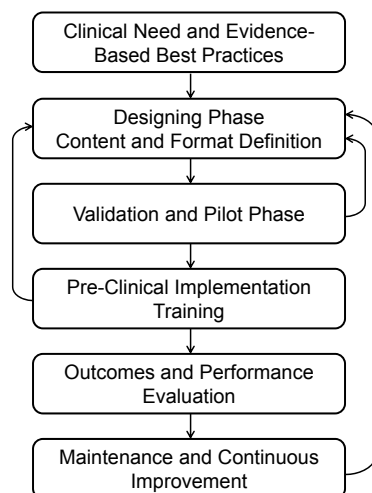 Clinical Need and Evidence-
Based Best Practices
Designing Phase
Content and Format Definition
Validation and Pilot Phase
Pre-Clinical Implementation
Training
Outcomes and Performance
Evaluation
Maintenance and Continuous
Improvement